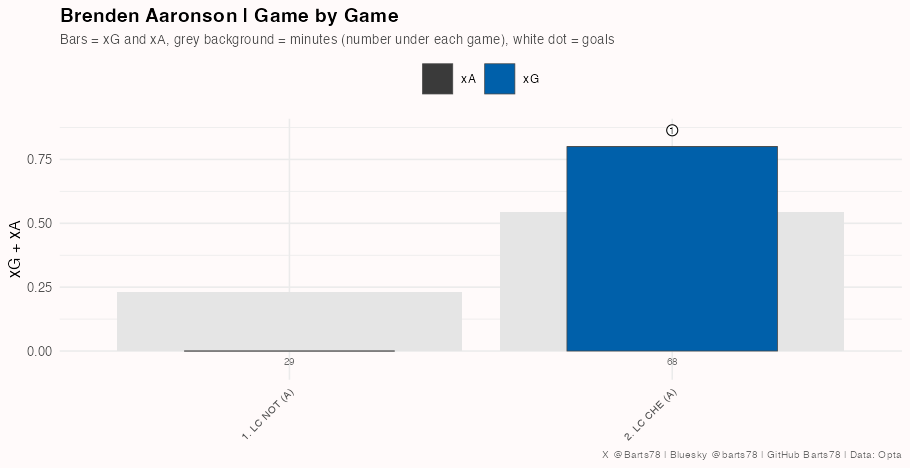 Brenden Aaronson | Game by Game
Bars = xG and xA, grey background = minutes (number under each game), white dot = goals
xA xG
xG + xA
0.75
0.50
0.25
0.00
1
29 68
1. LC NOT (A)
2. LC CHE (A)
X @Barts78 | Bluesky @barts78 | GitHub Barts78 | Data: Opta